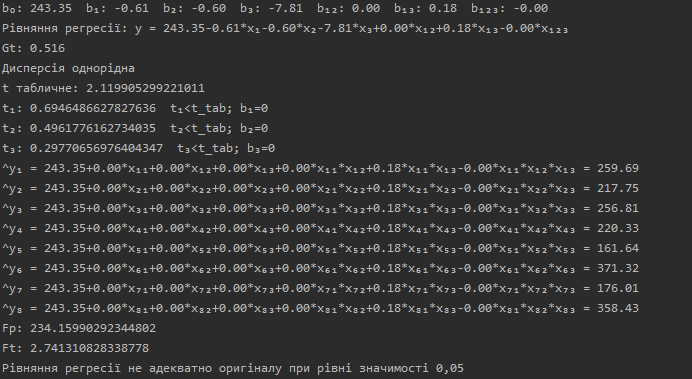 b₀: 243.35  b₁: -0.61  b₂: -0.60  b₃: -7.81  b₁₂: 0.00  b₁₃: 0.18  b₁₂₃: -0.00
Рівняння регресії: y = 243.35-0.61*x₁-0.60*x₂-7.81*x₃+0.00*x₁₂+0.18*x₁₃-0.00*x₁₂₃
Gt: 0.516
Дисперсія однорідна
t табличне: 2.119905299221011
t₁: 0.6946486627827636  t₁<t_tab; b₁=0
t₂: 0.4961776162734035  t₂<t_tab; b₂=0
t₃: 0.29770656976404347  t₃<t_tab; b₃=0
^y₁ = 243.35+0.00*x₁₁+0.00*x₁₂+0.00*x₁₃+0.00*x₁₁*x₁₂+0.18*x₁₁*x₁₃-0.00*x₁₁*x₁₂*x₁₃ = 259.69
^y₂ = 243.35+0.00*x₂₁+0.00*x₂₂+0.00*x₂₃+0.00*x₂₁*x₂₂+0.18*x₂₁*x₂₃-0.00*x₂₁*x₂₂*x₂₃ = 217.75
^y₃ = 243.35+0.00*x₃₁+0.00*x₃₂+0.00*x₃₃+0.00*x₃₁*x₃₂+0.18*x₃₁*x₃₃-0.00*x₃₁*x₃₂*x₃₃ = 256.81
^y₄ = 243.35+0.00*x₄₁+0.00*x₄₂+0.00*x₄₃+0.00*x₄₁*x₄₂+0.18*x₄₁*x₄₃-0.00*x₄₁*x₄₂*x₄₃ = 220.33
^y₅ = 243.35+0.00*x₅₁+0.00*x₅₂+0.00*x₅₃+0.00*x₅₁*x₅₂+0.18*x₅₁*x₅₃-0.00*x₅₁*x₅₂*x₅₃ = 161.64
^y₆ = 243.35+0.00*x₆₁+0.00*x₆₂+0.00*x₆₃+0.00*x₆₁*x₆₂+0.18*x₆₁*x₆₃-0.00*x₆₁*x₆₂*x₆₃ = 371.32
^y₇ = 243.35+0.00*x₇₁+0.00*x₇₂+0.00*x₇₃+0.00*x₇₁*x₇₂+0.18*x₇₁*x₇₃-0.00*x₇₁*x₇₂*x₇₃ = 176.01
^y₈ = 243.35+0.00*x₈₁+0.00*x₈₂+0.00*x₈₃+0.00*x₈₁*x₈₂+0.18*x₈₁*x₈₃-0.00*x₈₁*x₈₂*x₈₃ = 358.43
Fp: 234.15990292344802
Ft: 2.741310828338778
Рівняння регресії не адекватно оригіналу при рівні значимості 0,05